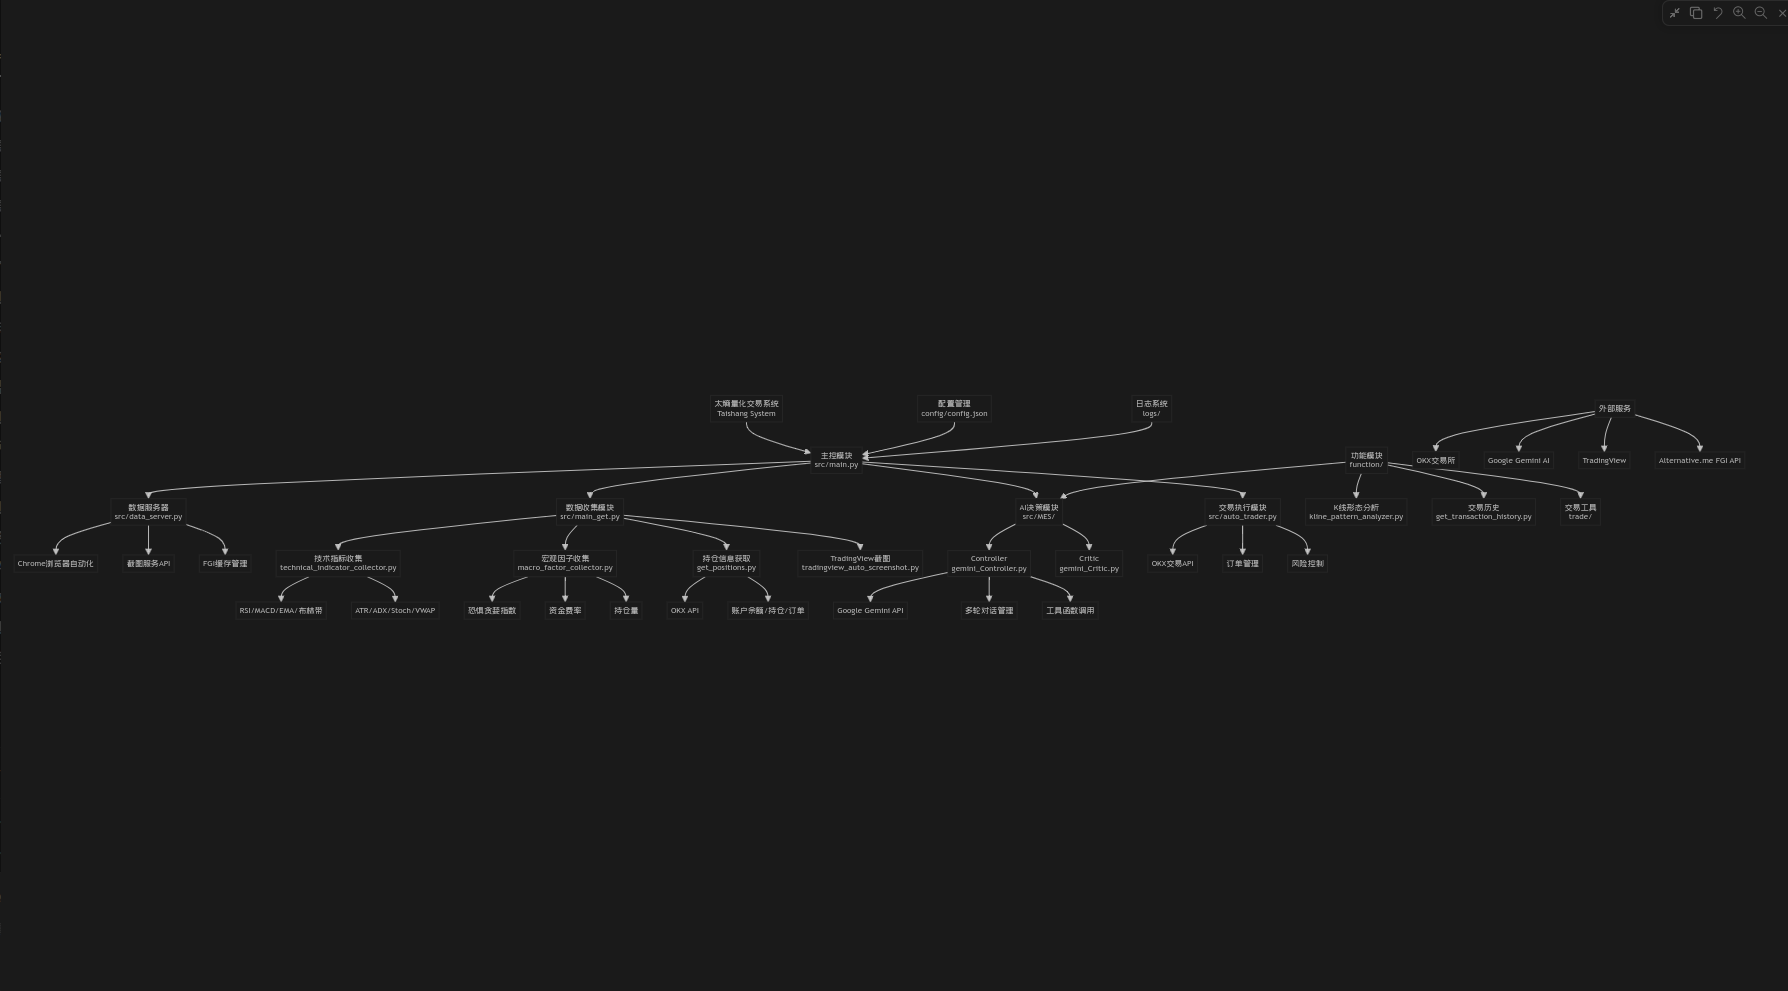 太熵量化交易系统
Taishang System
配置管理
config/config.json
日志系统
logs/
外部服务
主控模块
src/main.py
功能模块
function/
OKX交易所
Google Gemini AI
TradingView
Alternative.me FGI API
数据服务器
src/data_server.py
数据收集模块
src/main_get.py
AI决策模块
src/MES/
交易执行模块
src/auto_trader.py
K线形态分析
kline_pattern_analyzer.py
交易历史
get_transaction_history.py
交易工具
trade/
Chrome浏览器自动化
截图服务API
FGI缓存管理
技术指标收集
technical_indicator_collector.py
宏观因子收集
macro_factor_collector.py
持仓信息获取
get_positions.py
TradingView截图
tradingview_auto_screenshot.py
Controller
gemini_Controller.py
Critic
gemini_Critic.py
OKX交易API
订单管理
风险控制
RSI/MACD/EMA/布林带
ATR/ADX/Stoch/VWAP
恐惧贪婪指数
资金费率
持仓量
OKX API
账户余额/持仓/订单
Google Gemini API
多轮对话管理
工具函数调用